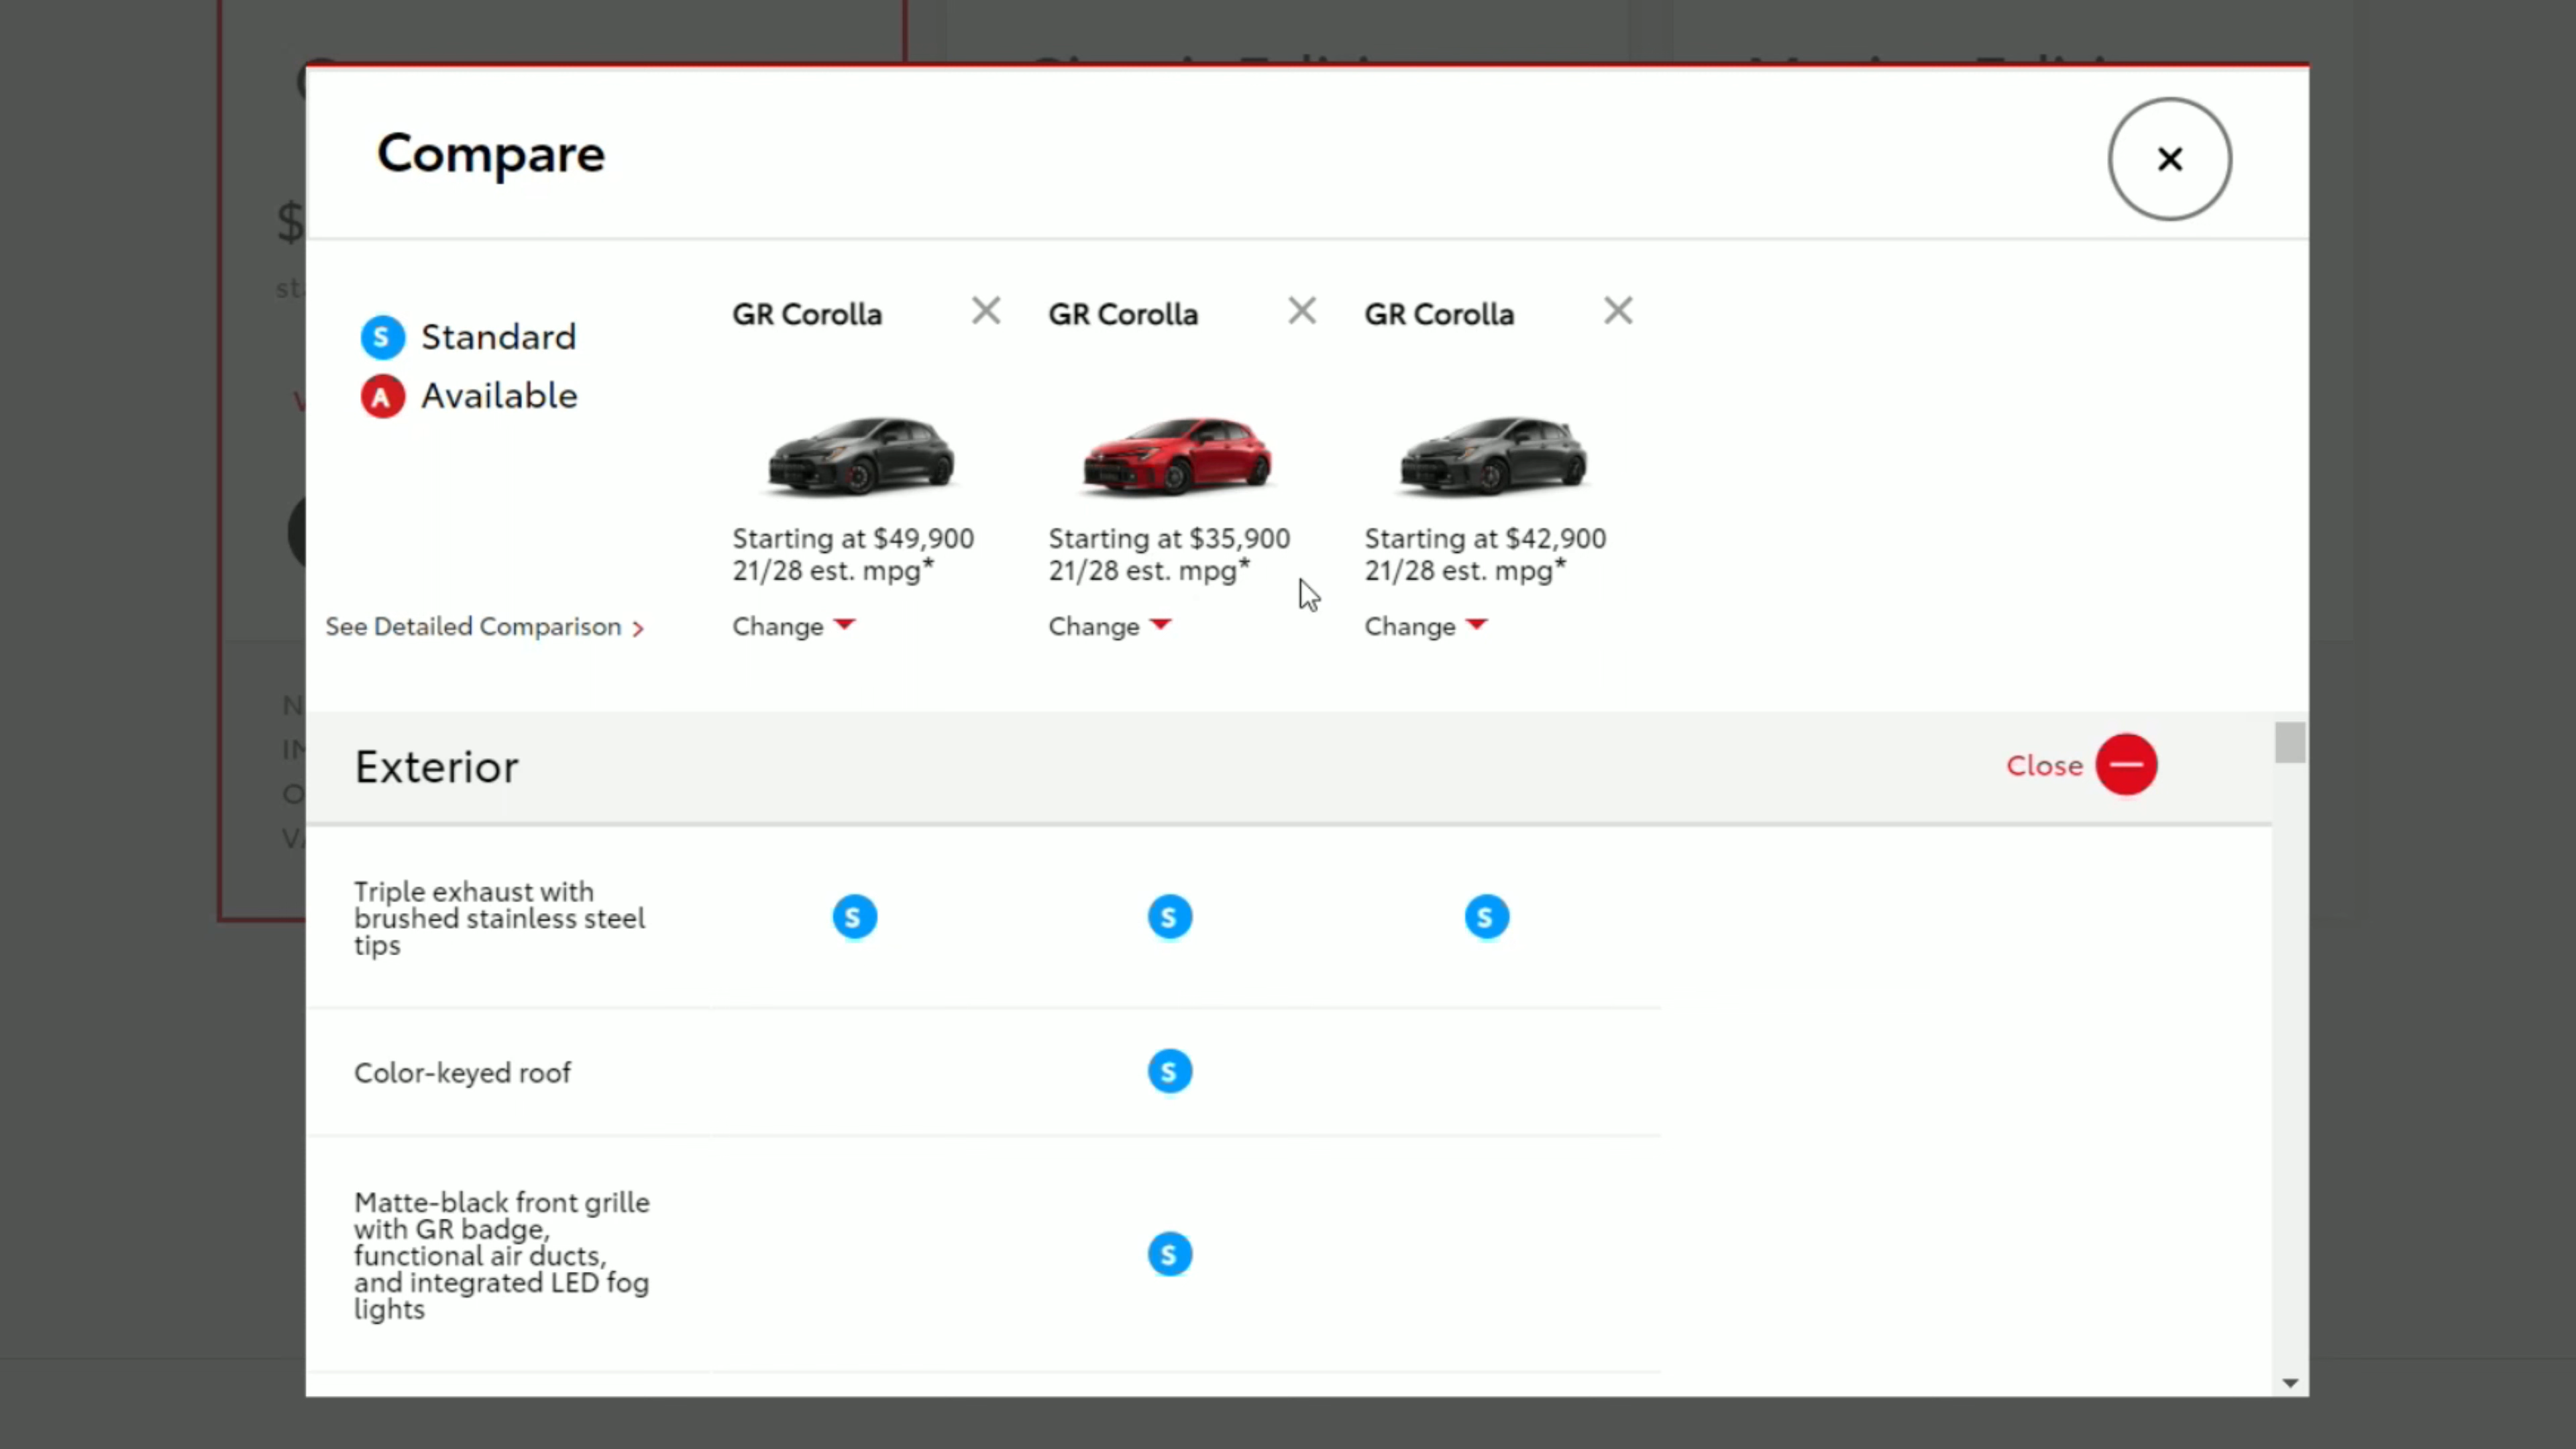 Compare
S Standard
A Available
GR Corolla
GR Corolla
GR Corolla
Starting at $49,900
21/28 est. mpg*
Starting at $35,900
21/28 est. mpg*
Starting at $42,900
21/28 est. mpg*
See Detailed Comparison
Change
Change
Change
Exterior
Close
Triple exhaust with
brushed stainless steel
tips
S S S
Color-keyed roof
S
Matte-black front grille
with GR badge,
functional air ducts,
and integrated LED fog
lights
S